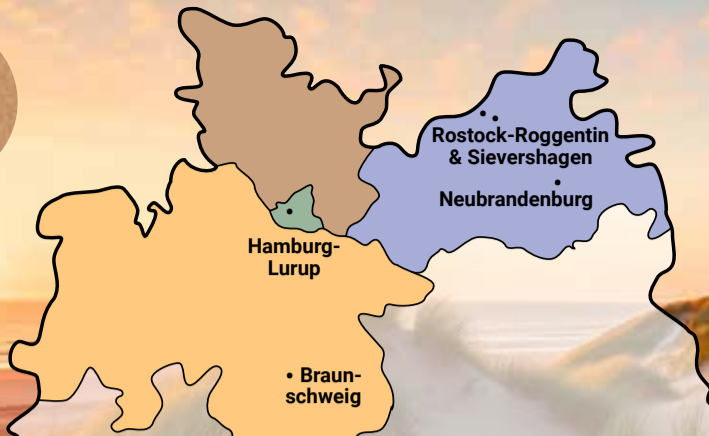 Rostock-Roggentin
& Sievershagen
Neubrandenburg
Hamburg-
Lurup
Braun-
schweig